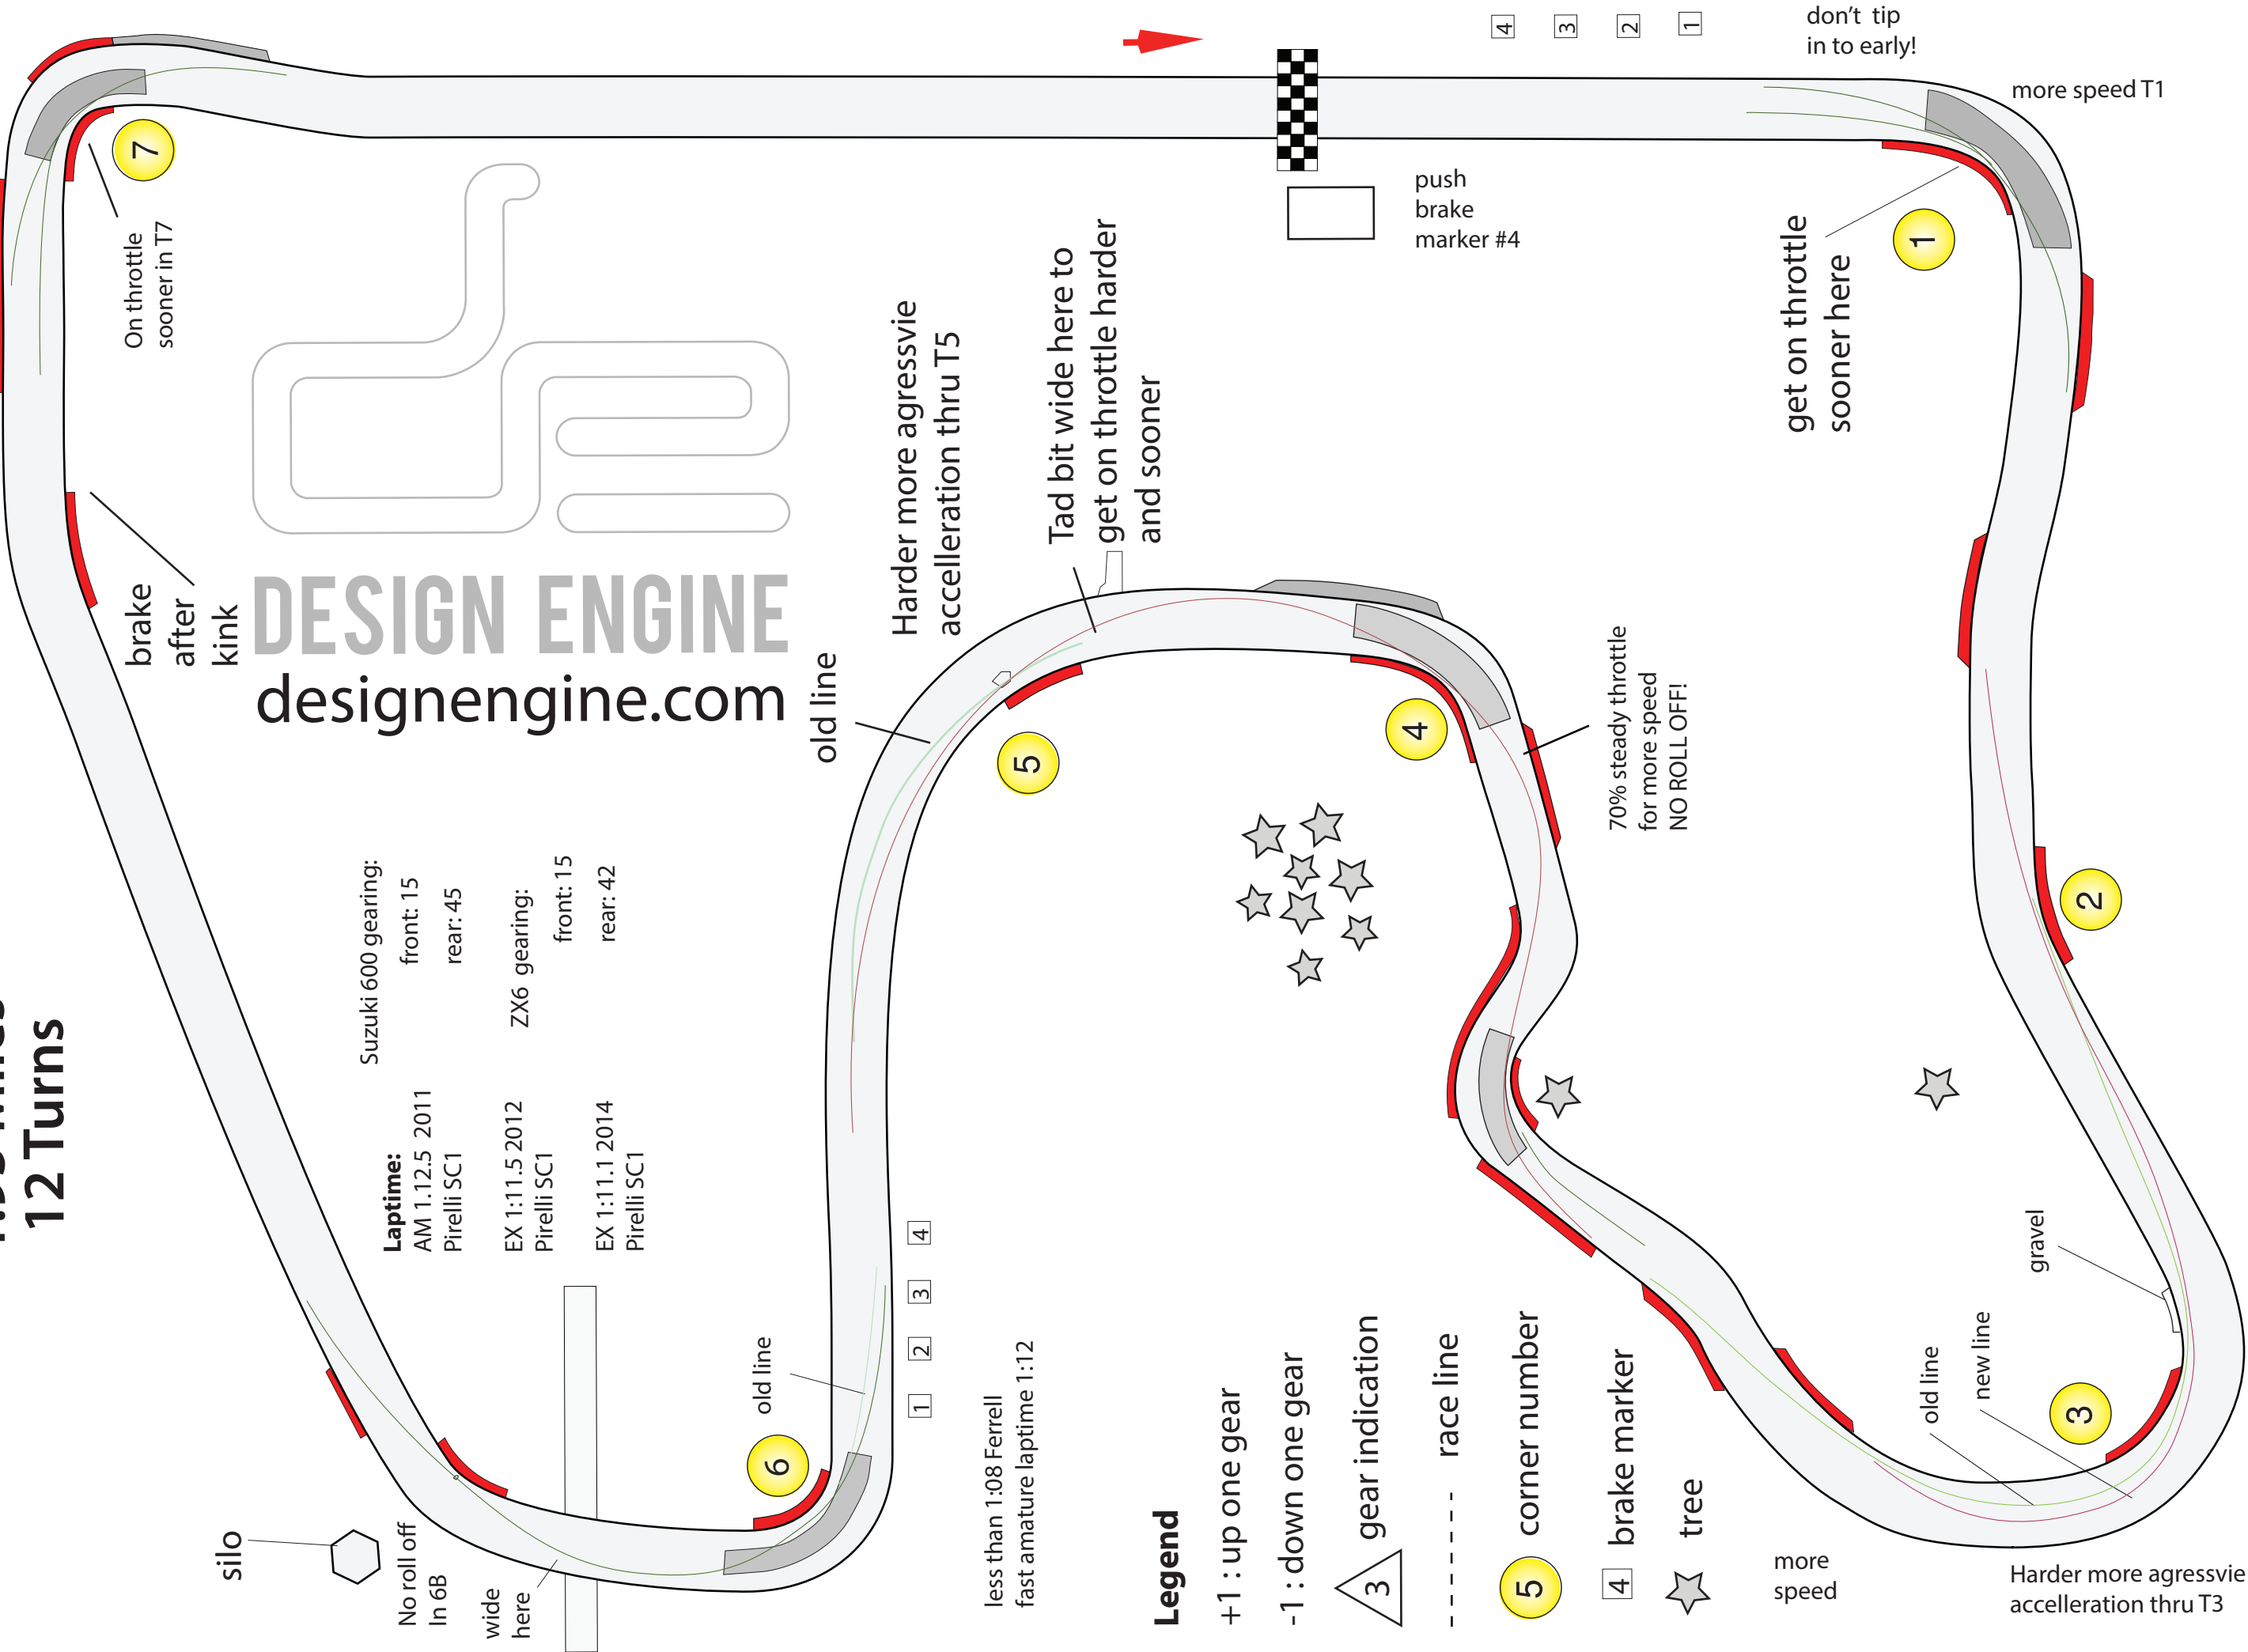 12 Turns
4
3
2
1
don't tip
in to early!
more speed T1
push
brake
marker #4
get on throttle
sooner here
1
7
On throttle
sooner in T7
brake
after
kink
DESIGN ENGINE
designengine.com
Harder more agressvie
accelleration thru T5
Tad bit wide here to
get on throttle harder
and sooner
old line
5
4
70% steady throttle
for more speed
NO ROLL OFF!
2
Suzuki 600 gearing:
front: 15
rear: 45
ZX6 gearing:
front: 15
rear: 42
Laptime:
AM 1.12.5 2011
Pirelli SC1
EX 1:11.5 2012
Pirelli SC1
EX 1:11.1 2014
Pirelli SC1
4
3
2
1
old line
6
silo
No roll off
In 6B
wide
here
less than 1:08 Ferrell
fast amature laptime 1:12
Legend
+1 : up one gear
-1 : down one gear
3
gear indication
race line
5
corner number
4
brake marker
tree
more
speed
gravel
old line
new line
3
Harder more agressvie
accelleration thru T3